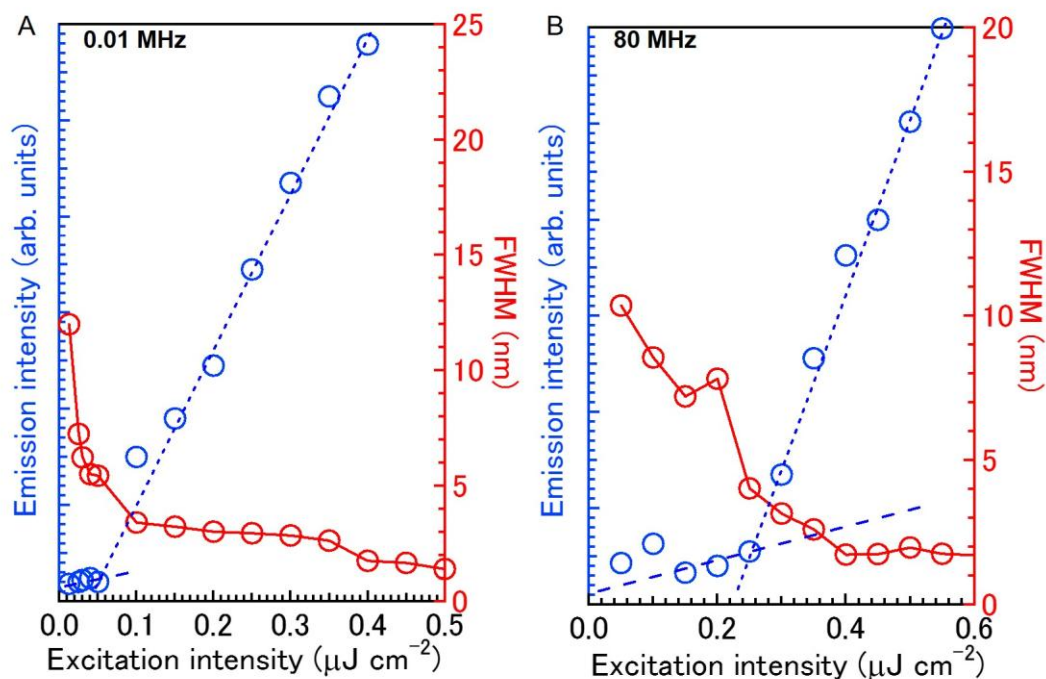 A
0.01 MHz
Emission intensity (arb. units)
25
20
15
10
5
0
FWHM (nm)
0.0 0.1 0.2 0.3 0.4 0.5
Excitation intensity (μJ cm⁻²)
B
80 MHz
Emission intensity (arb. units)
20
15
10
5
0
FWHM (nm)
0.0 0.2 0.4 0.6
Excitation intensity (μJ cm⁻²)